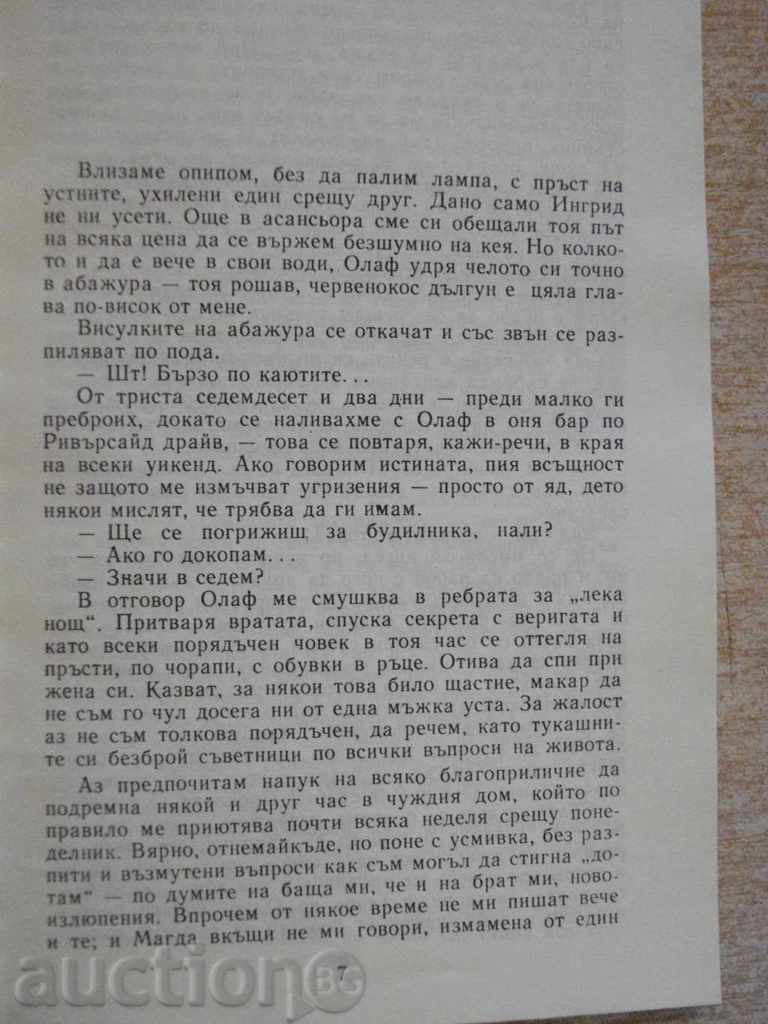 Влизаме опипом, без да палим лампа, с пръст на
устните, ухилени един срещу друг. Дано само Ингрид
не ни усети. Още в асансьора сме си обещали тоя път
на всяка цена да се вържем безшумно на кея. Но колко-
то и да е вече в свои води, Олаф удря челото си точно
в абажура — тоя рошав, червенокос дългун е цяла гла-
ва по-висок от мене.
Висулките на абажура се откачат и със звън се раз-
пиляват по пода.
— Шт! Бързо по каютите...
От триста седемдесет и два дни — преди малко ги
преброих, докато се наливахме с Олаф в оня бар по
Ривърсайд драйв, — това се повтаря, кажи-речи, в края
на всеки уикенд. Ако говорим истината, пия всъщност
не защото ме измъчват угризения — просто от яд, дето
някои мислят, че трябва да ги имам.
— Ще се погрижиш за будилника, нали?
— Ако го докопам...
— Значи в седем?
В отговор Олаф ме смушква в ребрата за „лека
нощ“. Притваря вратата, спуска секрета с веригата и
като всеки порядъчен човек в тоя час се оттегля на
пръсти, по чорапи, с обувки в ръце. Отива да спи при
жена си. Казват, за някои това било щастие, макар да
не съм го чул досега ни от една мъжка уста. За жалост
аз не съм толкова порядъчен, да речем, като тукашни-
те си безброй съветници по всички въпроси на живота.
Аз предпочитам напук на всяко благоприличие да
подремна някой и друг час в чуждия дом, който по
правило ме приютява почти всяка неделя срещу поне-
делник. Вярно, отнемайкъде, но поне с усмивка, без раз-
пити и възмутени въпроси как съм могъл да стигна „до-
там“ — по думите на баща ми, че и на брат ми, ново-
излюпения. Впрочем от някое време не ми пишат вече
и те; и Магда вкъщи не ми говори, измамена от един
7
auction BG